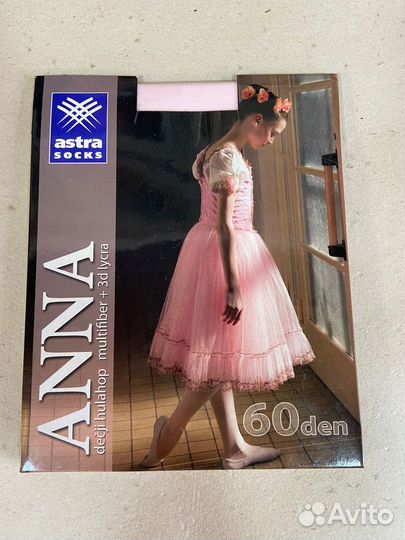 astra
SOCKS
ANNA
dečji hulahop multifiber + 3d lycra
60den
Avito